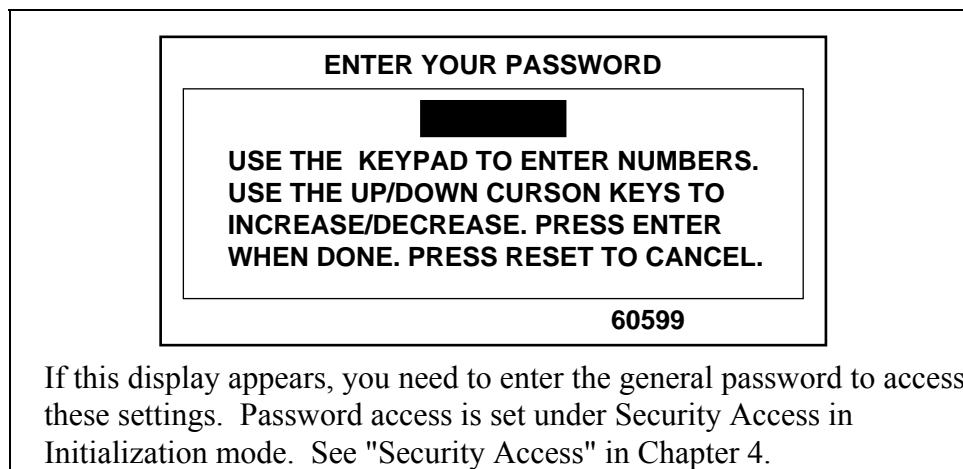 ENTER YOUR PASSWORD
USE THE KEYPAD TO ENTER NUMBERS.
USE THE UP/DOWN CURSON KEYS TO
INCREASE/DECREASE. PRESS ENTER
WHEN DONE. PRESS RESET TO CANCEL.
60599
If this display appears, you need to enter the general password to access
these settings. Password access is set under Security Access in
Initialization mode. See "Security Access" in Chapter 4.